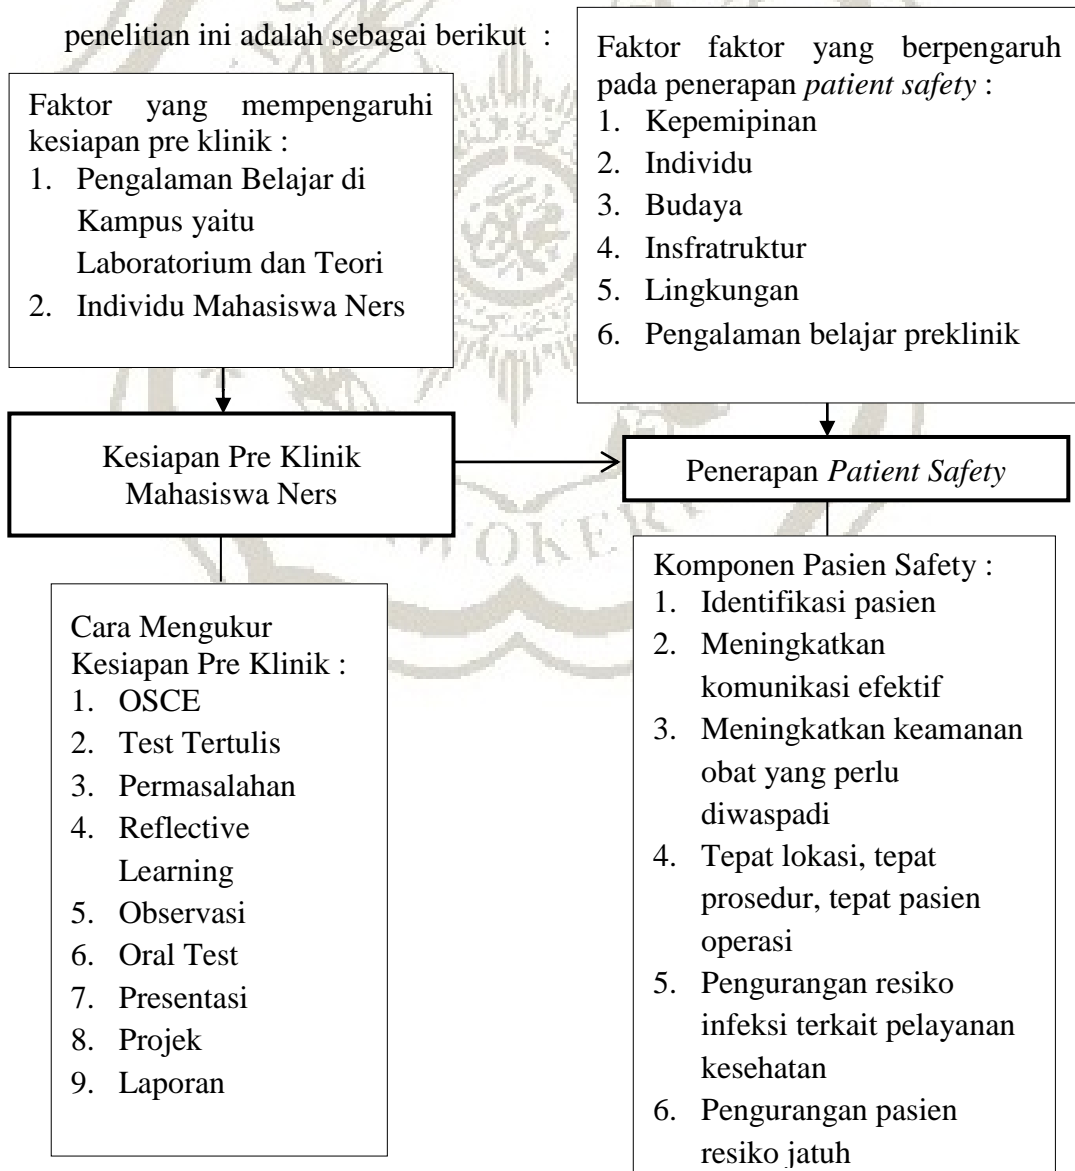 penelitian ini adalah sebagai berikut :
Faktor faktor yang berpengaruh
pada penerapan patient safety :
1. Kepemipinan
2. Individu
3. Budaya
4. Insfratruktur
5. Lingkungan
6. Pengalaman belajar preklinik
Faktor yang mempengaruhi
kesiapan pre klinik :
1. Pengalaman Belajar di
Kampus yaitu
Laboratorium dan Teori
2. Individu Mahasiswa Ners
Kesiapan Pre Klinik
Mahasiswa Ners
Penerapan Patient Safety
Cara Mengukur
Kesiapan Pre Klinik :
1. OSCE
2. Test Tertulis
3. Permasalahan
4. Reflective
Learning
5. Observasi
6. Oral Test
7. Presentasi
8. Projek
9. Laporan
Komponen Pasien Safety :
1. Identifikasi pasien
2. Meningkatkan
komunikasi efektif
3. Meningkatkan keamanan
obat yang perlu
diwaspadi
4. Tepat lokasi, tepat
prosedur, tepat pasien
operasi
5. Pengurangan resiko
infeksi terkait pelayanan
kesehatan
6. Pengurangan pasien
resiko jatuh